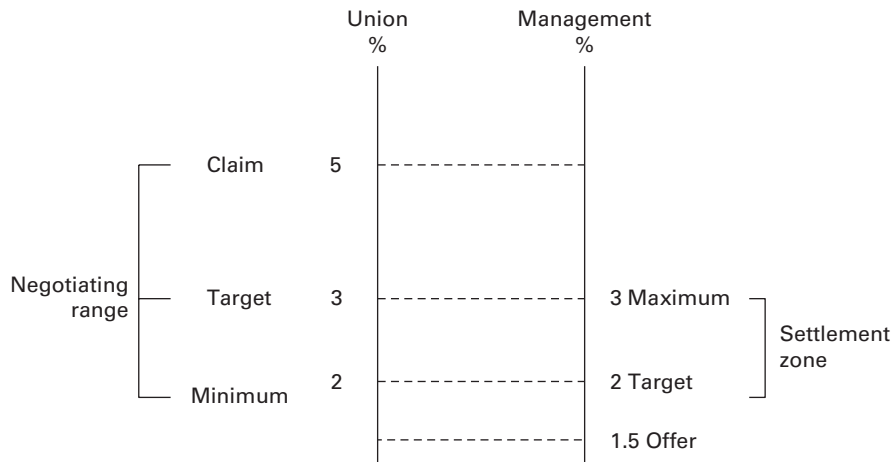 Union
%
Management
%
Claim 5
Negotiating
range
Target 3
3 Maximum
Settlement
zone
Minimum 2
2 Target
1.5 Offer